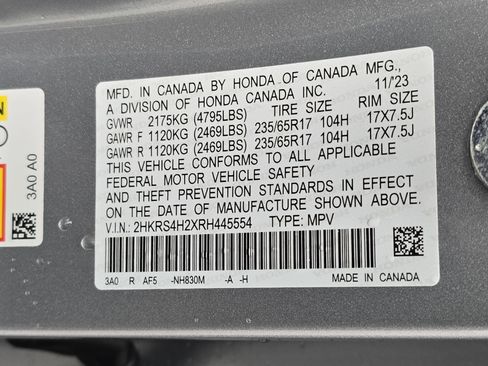 MFD. IN CANADA BY HONDA OF CANADA MFG.,
A DIVISION OF HONDA CANADA INC. 11/23
GVWR 2175KG (4795LBS) TIRE SIZE RIM SIZE
GAWR F 1120KG (2469LBS) 235/65R17 104H 17X7.5J
GAWR R 1120KG (2469LBS) 235/65R17 104H 17X7.5J
THIS VEHICLE CONFORMS TO ALL APPLICABLE
FEDERAL MOTOR VEHICLE SAFETY
AND THEFT PREVENTION STANDARDS IN EFFECT
ON THE DATE OF MANUFACTURE SHOWN ABOVE.
V.I.N.: 2HKRS4H2XRH445554 TYPE: MPV
3A0 R AF5 -NH830M -A -H MADE IN CANADA
3A0 A0